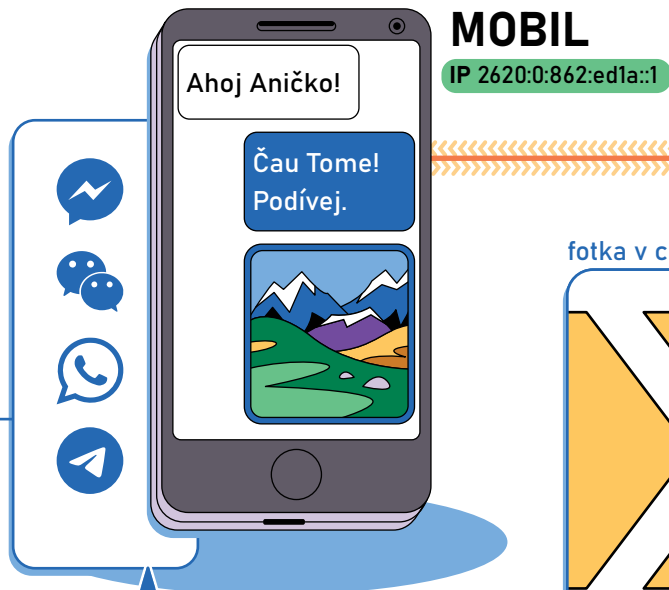 MOBIL
IP 2620:0:862:ed1a::1
Ahoj Aničko!
Čau Tome!
Podívej.
fotka v c